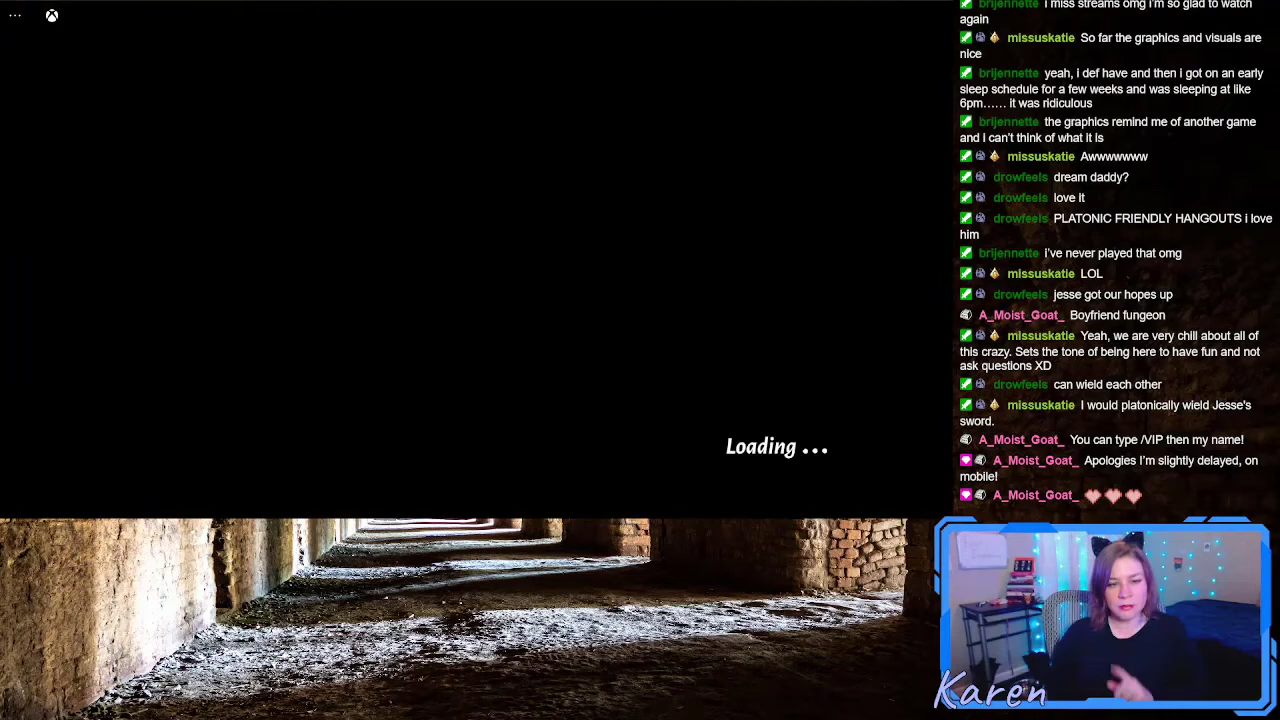 brijennette i miss streams omg i'm so glad to watch
again
missuskatie So far the graphics and visuals are
nice
brijennette yeah, i def have and then i got on an early
sleep schedule for a few weeks and was sleeping at like
6pm…… it was ridiculous
brijennette the graphics remind me of another game
and i can't think of what it is
missuskatie Awwwwwww
drowfeels dream daddy?
drowfeels love it
drowfeels PLATONIC FRIENDLY HANGOUTS i love
him
brijennette i've never played that omg
missuskatie LOL
drowfeels jesse got our hopes up
A_Moist_Goat_ Boyfriend fungeon
missuskatie Yeah, we are very chill about all of
this crazy. Sets the tone of being here to have fun and not
ask questions XD
drowfeels can wield each other
missuskatie I would platonically wield Jesse's
sword.
A_Moist_Goat_ You can type /VIP then my name!
A_Moist_Goat_ Apologies I'm slightly delayed, on
mobile!
A_Moist_Goat_
Loading ...
Karen